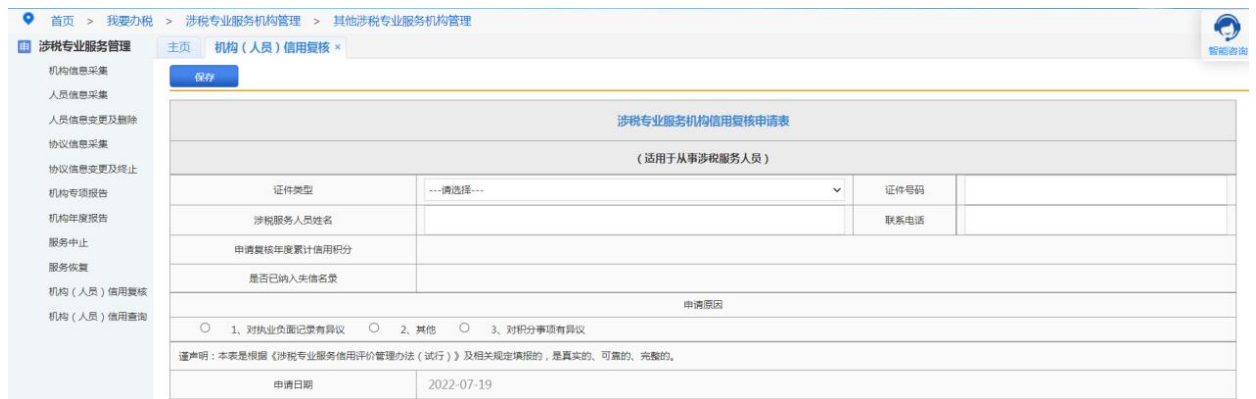 首页 > 我要办税 > 涉税专业服务机构管理 > 其他涉税专业服务机构管理
智能咨询
申 涉税专业服务管理
主页 机构(人员)信用复核 ×
机构信息采集
人员信息采集
人员信息变更及删除
协议信息采集
协议信息变更及终止
机构专项报告
机构年度报告
服务中止
服务恢复
机构(人员)信用复核
机构(人员)信用查询
保存
涉税专业服务机构信用复核申请表
(适用于从事涉税服务人员)
证件类型 ---请选择--- 证件号码
涉税服务人员姓名 联系电话
申请复核年度累计信用积分
是否已纳入失信名录
申请原因
1、对执业负面记录有异议 2、其他 3、对积分事项有异议
谨声明:本表是根据《涉税专业服务信用评价管理办法(试行)》及相关规定填报的,是真实的、可靠的、完整的。
申请日期 2022-07-19